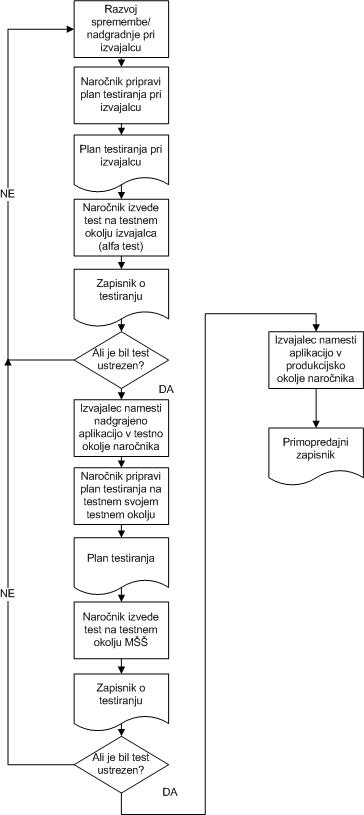 Razvoj
spremembe/
nadgradnje pri
izvajalcu
Naročnik pripravi
plan testiranja pri
izvajalcu
Plan testiranja pri
izvajalcu
NE
Naročnik izvede
test na testnem
okolju izvajalca
(alfa test)
Zapisnik o
testiranju
Ali je bil test
ustrezen?
DA
Izvajalec namesti
nadgrajeno
aplikacijo v testno
okolje naročnika
Naročnik pripravi
plan testiranja na
testnem svojem
testnem okolju
Plan testiranja
NE
Naročnik izvede
test na testnem
okolju MŠŠ
Zapisnik o
testiranju
Ali je bil test
ustrezen?
DA
Izvajalec namesti
aplikacijo v
produkcijsko
okolje naročnika
Primopredajni
zapisnik